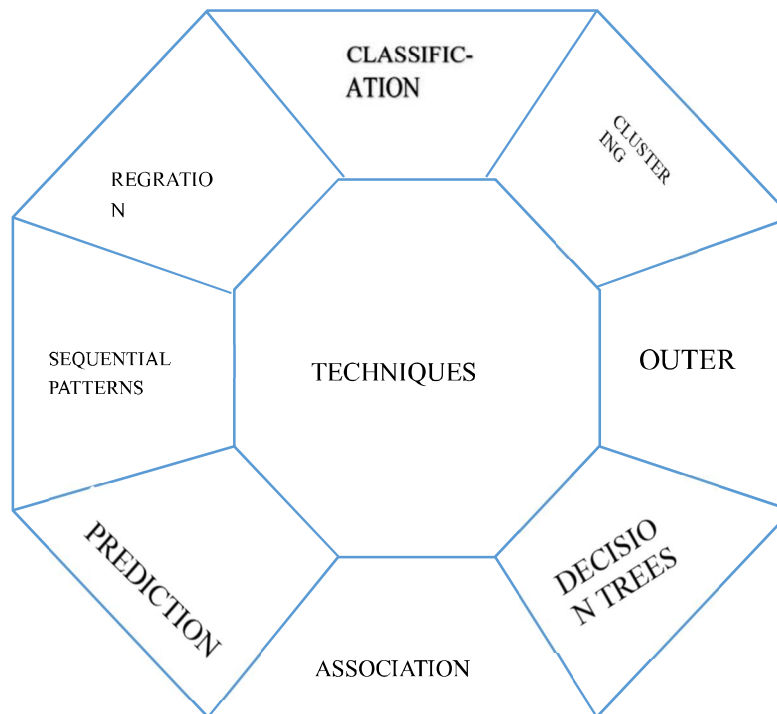 CLASSIFIC-
ATION
CLUSTER
ING
REGRATIO
N
SEQUENTIAL
PATTERNS
TECHNIQUES
OUTER
PREDICTION
DECISIO
N TREES
ASSOCIATION